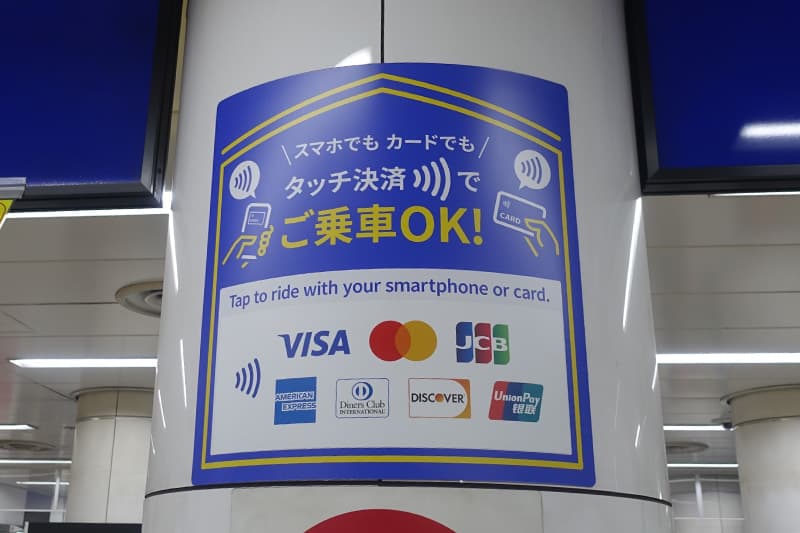 スマホでも カードでも
タッチ決済 で
ご乗車OK!
CARD
Tap to ride with your smartphone or card.
VISA
JCB
AMERICAN
EXPRESS
Diners Club
INTERNATIONAL
DISCOVER
UnionPay
银联